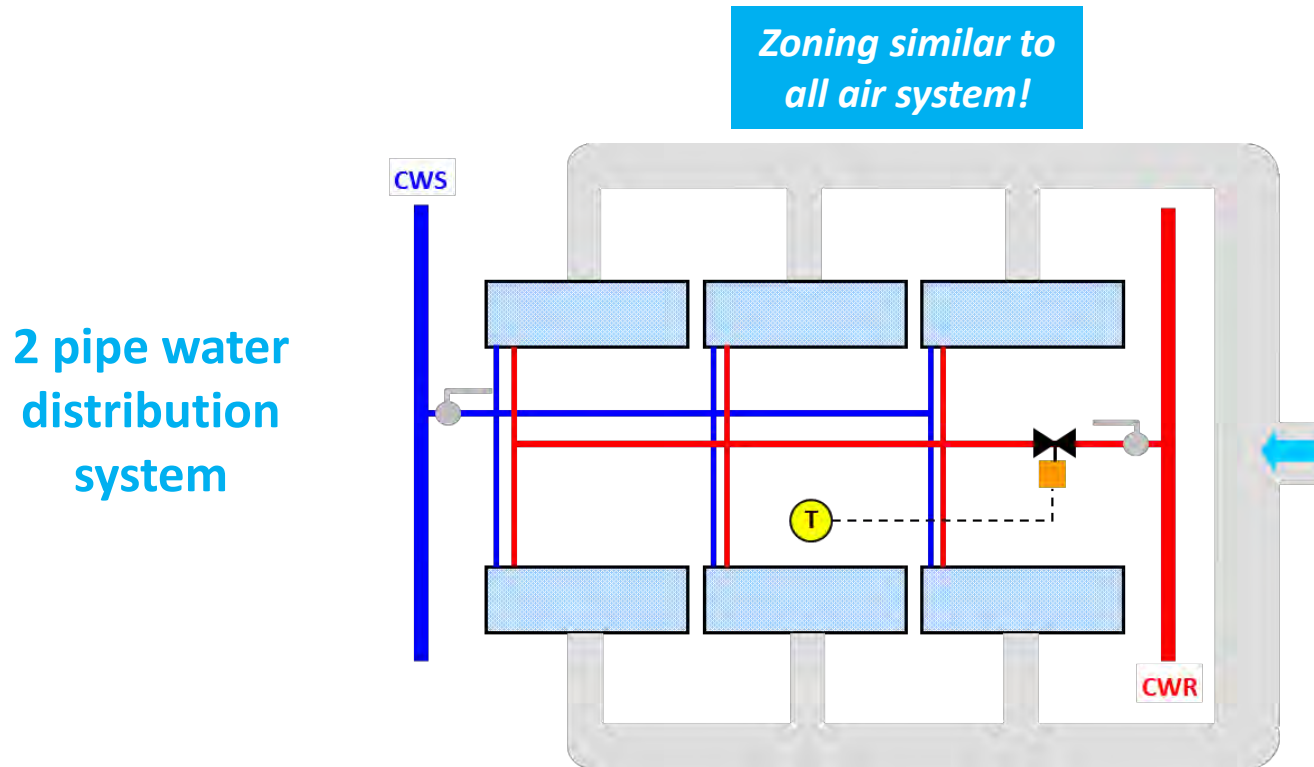 Zoning similar to
all air system!
CWS
2 pipe water
distribution
system
T
CWR